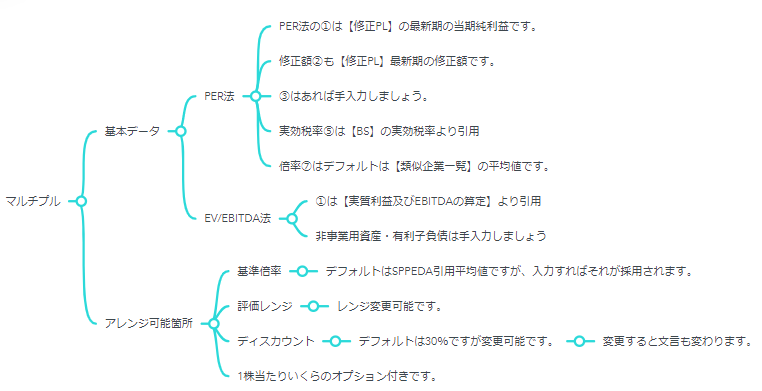 マルチプル
基本データ
PER法
PER法の①は【修正PL】の最新期の当期純利益です。
修正額②も【修正PL】最新期の修正額です。
③はあれば手入力しましょう。
実効税率⑤は【BS】の実効税率より引用
倍率⑦はデフォルトは【類似企業一覧】の平均値です。
EV/EBITDA法
①は【実質利益及びEBITDAの算定】より引用
非事業用資産・有利子負債は手入力しましょう
アレンジ可能箇所
基準倍率
デフォルトはSPPEDA引用平均値ですが、入力すればそれが採用されます。
評価レンジ
レンジ変更可能です。
ディスカウント
デフォルトは30%ですが変更可能です。
変更すると文言も変わります。
1株当たりいくらのオプション付きです。